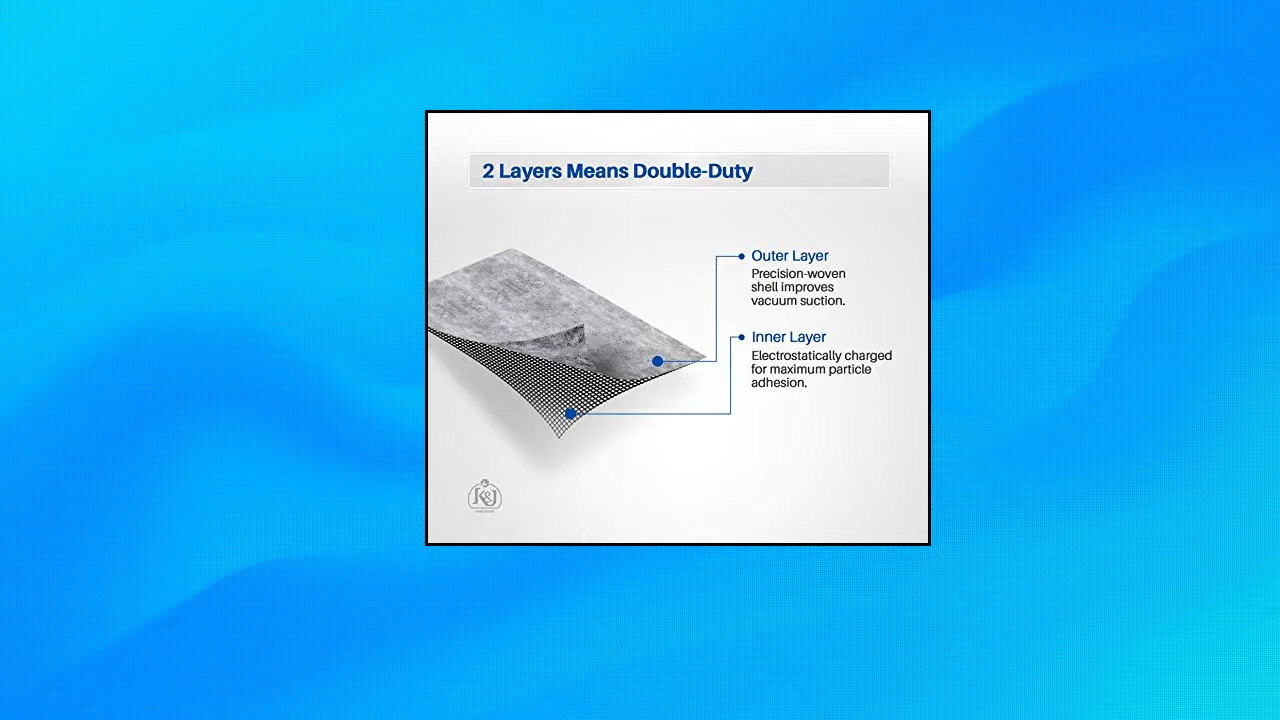 2 Layers Means Double-Duty
Outer Layer
Precision-woven
shell improves
vacuum suction.
Inner Layer
Electrostatically charged
for maximum particle
adhesion.
K&J